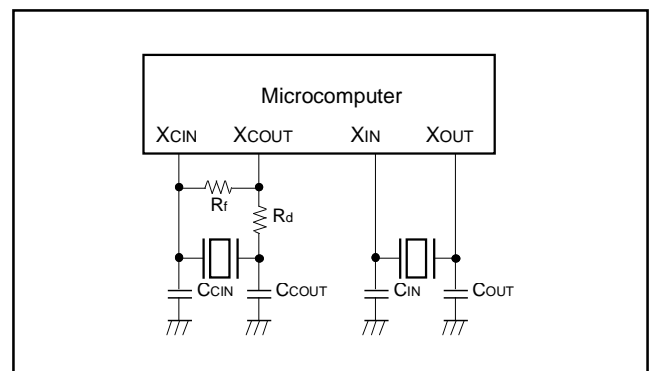 Microcomputer
XCIN XCOUT XIN XOUT
Rf
Rd
CCIN CCOUT CIN COUT